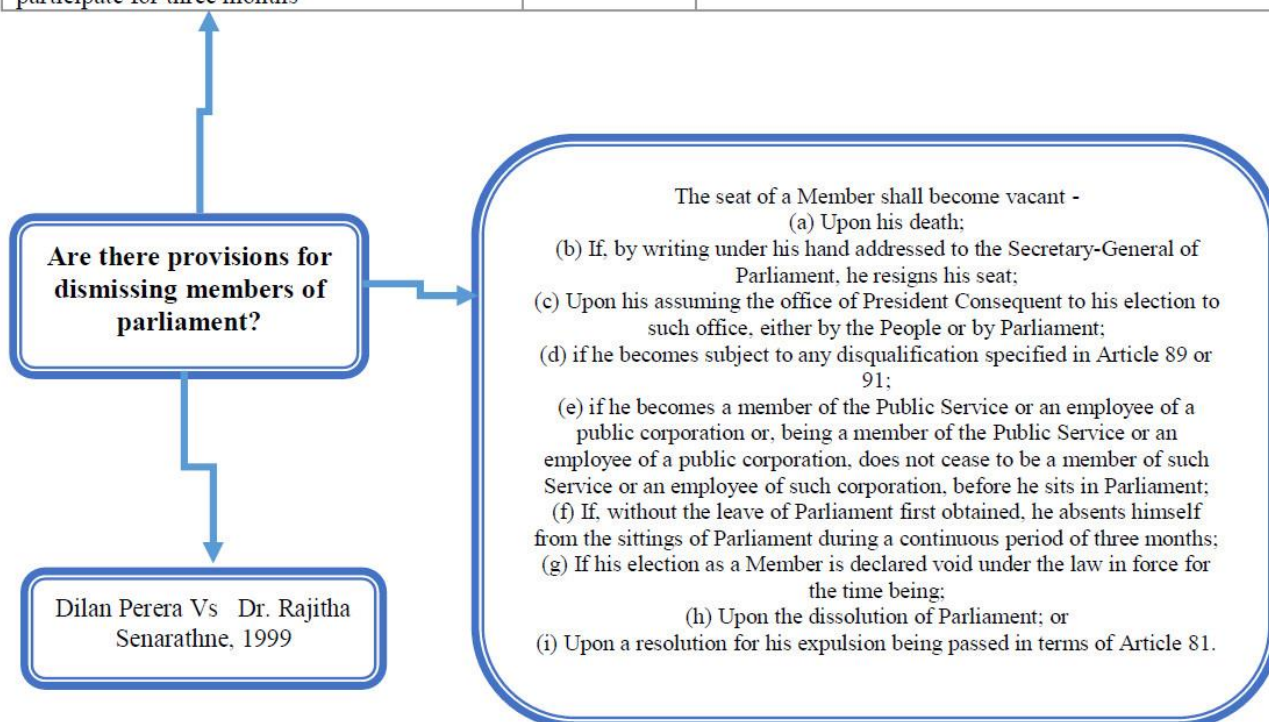 participate for three months
Are there provisions for
dismissing members of
parliament?
The seat of a Member shall become vacant -
(a) Upon his death;
(b) If, by writing under his hand addressed to the Secretary-General of
Parliament, he resigns his seat;
(c) Upon his assuming the office of President Consequent to his election to
such office, either by the People or by Parliament;
(d) if he becomes subject to any disqualification specified in Article 89 or
91;
(e) if he becomes a member of the Public Service or an employee of a
public corporation or, being a member of the Public Service or an
employee of a public corporation, does not cease to be a member of such
Service or an employee of such corporation, before he sits in Parliament;
(f) If, without the leave of Parliament first obtained, he absents himself
from the sittings of Parliament during a continuous period of three months;
(g) If his election as a Member is declared void under the law in force for
the time being;
(h) Upon the dissolution of Parliament; or
(i) Upon a resolution for his expulsion being passed in terms of Article 81.
Dilan Perera Vs Dr. Rajitha
Senarathne, 1999